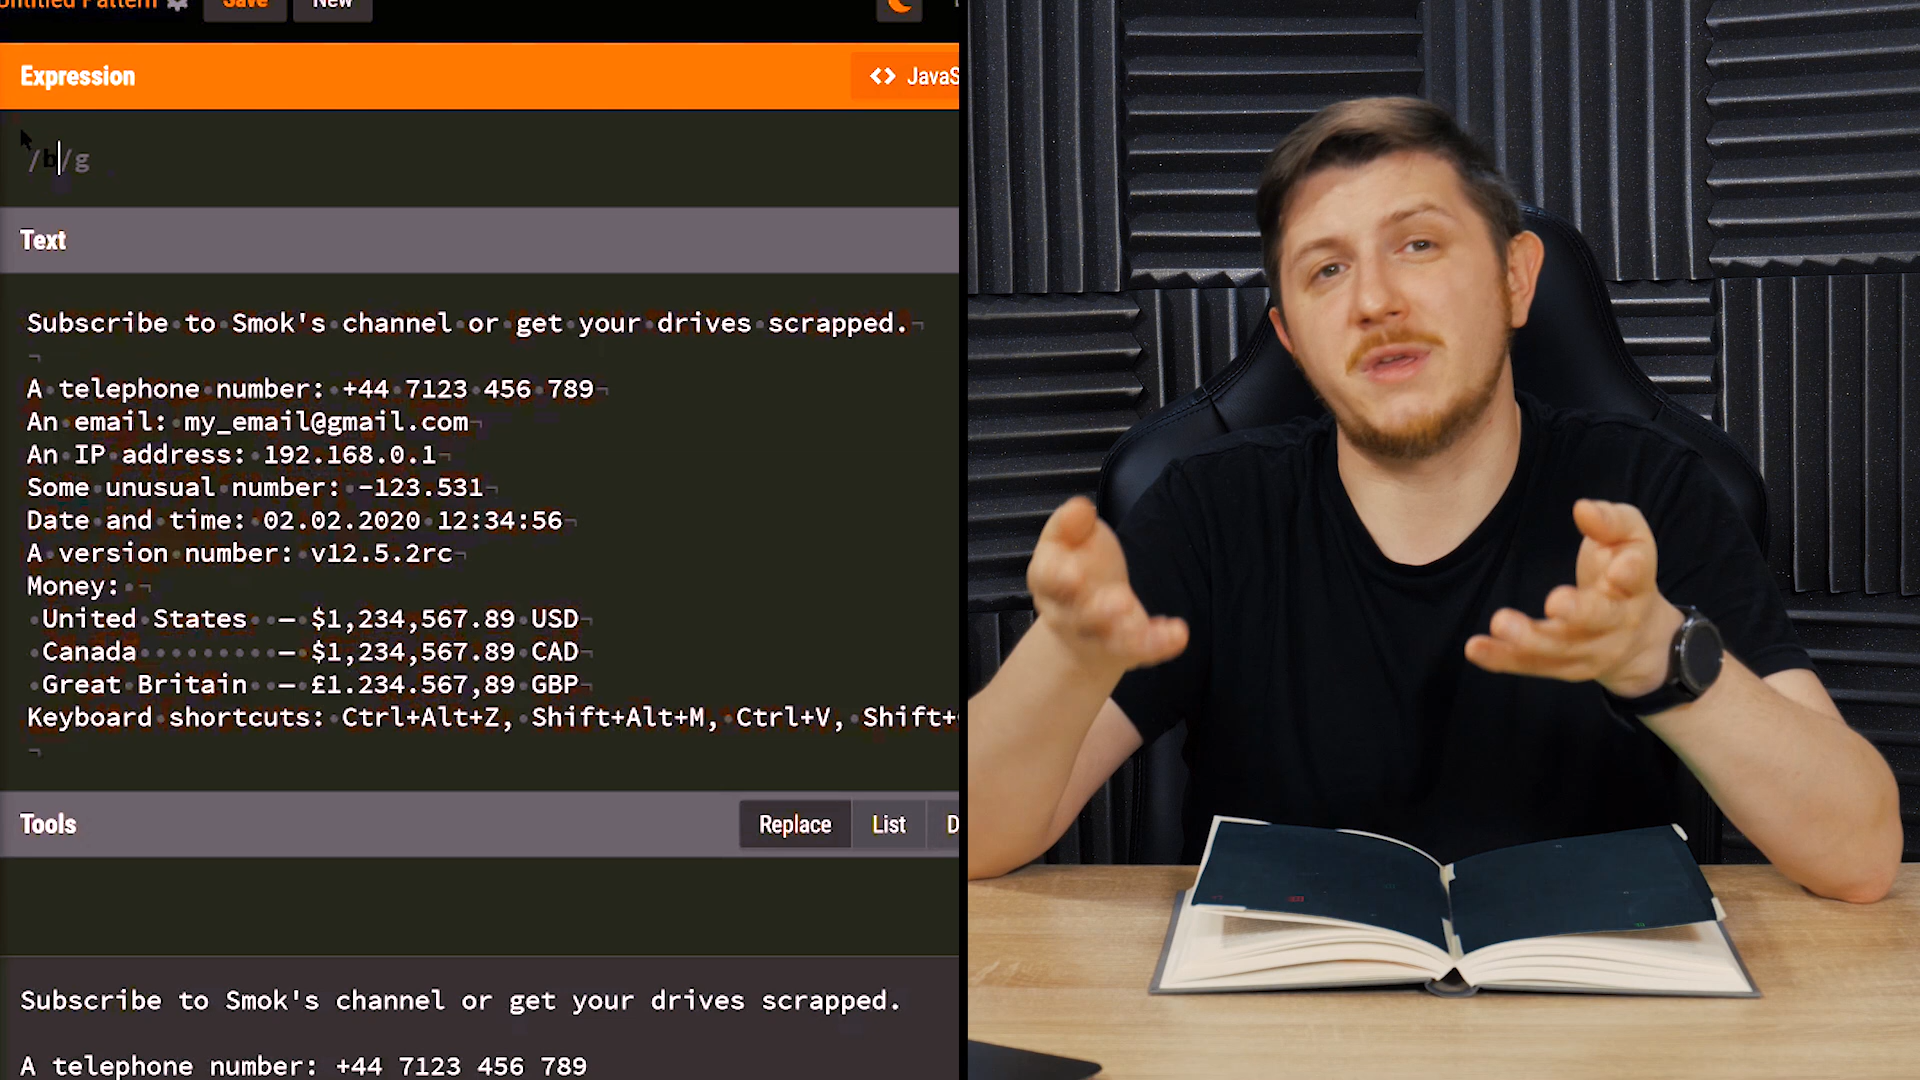 Untitled Pattern Save New
Expression <> JavaS
/b/g
Text
Subscribe to Smok's channel or get your drives scrapped.
A telephone number: +44 7123 456 789
An email: my_email@gmail.com
An IP address: 192.168.0.1
Some unusual number: -123.531
Date and time: 02.02.2020 12:34:56
A version number: v12.5.2rc
Money:
United States — $1,234,567.89 USD
Canada — $1,234,567.89 CAD
Great Britain — £1.234.567,89 GBP
Keyboard shortcuts: Ctrl+Alt+Z, Shift+Alt+M, Ctrl+V, Shift+
Tools Replace List D
Subscribe to Smok's channel or get your drives scrapped.
A telephone number: +44 7123 456 789